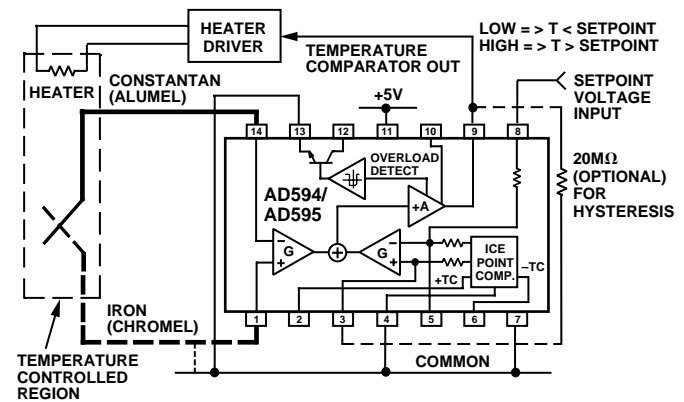 HEATER
DRIVER
LOW = > T < SETPOINT
HIGH = > T > SETPOINT
TEMPERATURE
COMPARATOR OUT
HEATER
CONSTANTAN
(ALUMEL)
+5V
SETPOINT
VOLTAGE
INPUT
14
13
12
11
10
9
8
20MΩ
(OPTIONAL)
FOR
HYSTERESIS
OVERLOAD
DETECT
AD594/
AD595
+A
–
G
+
–
G
+
ICE
POINT
COMP.
+TC
–TC
IRON
(CHROMEL)
1
2
3
4
5
6
7
COMMON
TEMPERATURE
CONTROLLED
REGION